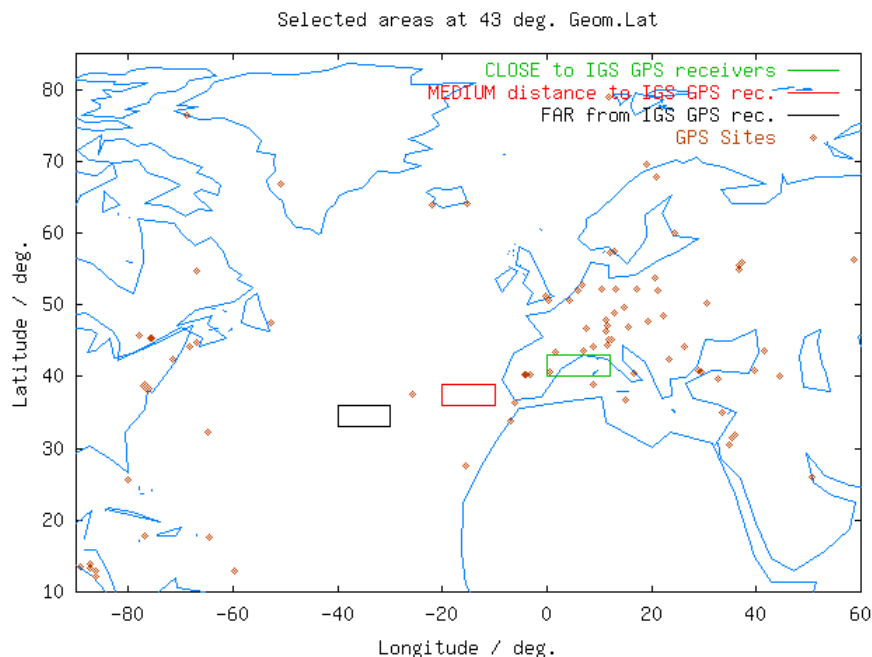 Selected areas at 43 deg. Geom.Lat
CLOSE to IGS GPS receivers
MEDIUM distance to IGS GPS rec.
FAR from IGS GPS rec.
GPS Sites
Latitude / deg.
80
70
60
50
40
30
20
10
-80
-60
-40
-20
0
20
40
60
Longitude / deg.